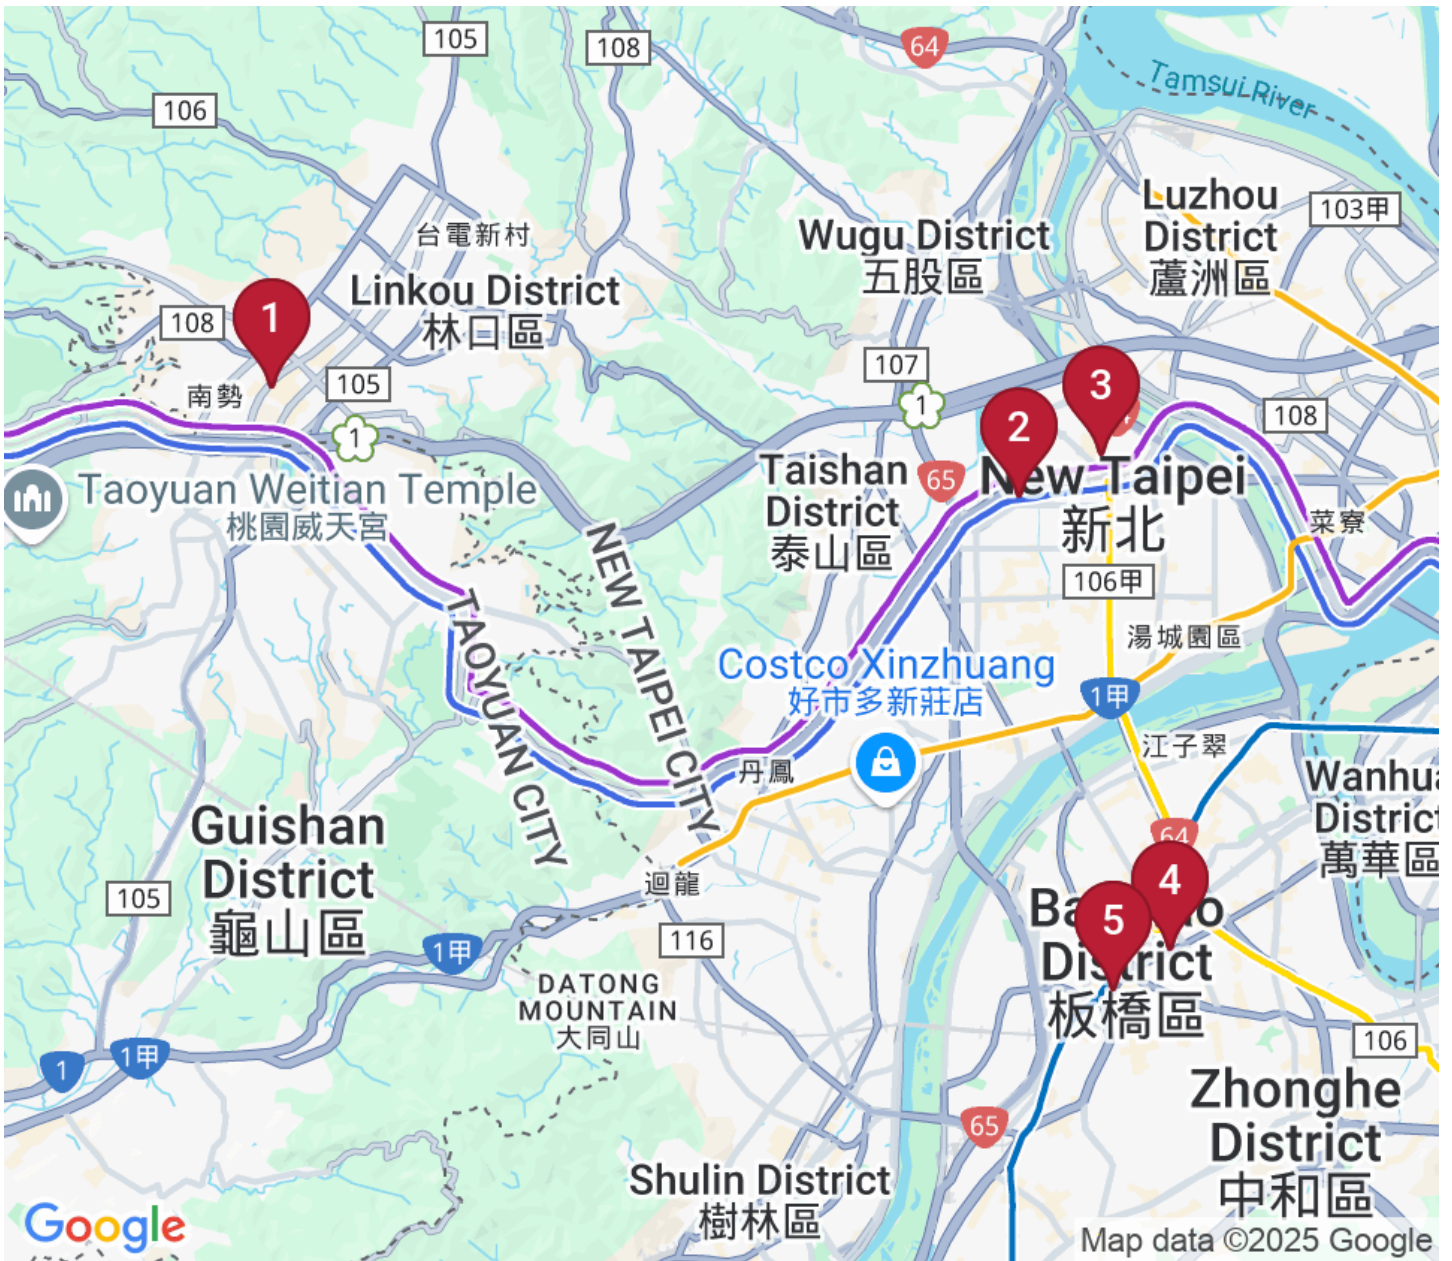 105
108
64
Tamsui River
106
Luzhou
District
蘆洲區
103甲
台電新村
Wugu District
五股區
Linkou District
林口區
108
1
105
107
1
南勢
1
2
3
108
Taishan
District
泰山區
65
New Taipei
新北
Taoyuan Weitian Temple
桃園威天宮
菜寮
106甲
NEW TAIPEI CITY
TAOYUAN CITY
湯城園區
Costco Xinzhuang
好市多新莊店
1甲
江子翠
丹鳳
Wanhua
District
萬華區
Guishan
District
龜山區
64
迴龍
105
4
5
District
板橋區
1甲
116
DATONG
MOUNTAIN
大同山
106
1
1甲
Zhonghe
District
中和區
65
Shulin District
樹林區
Google
Map data ©2025 Google